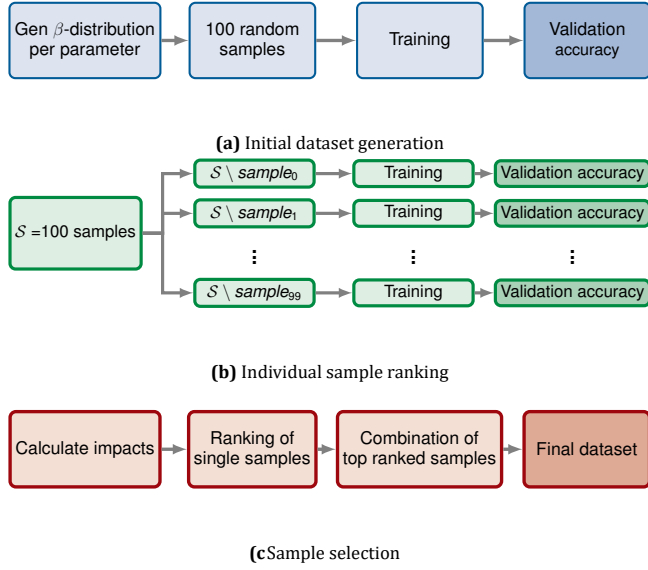 Gen β-distribution
per parameter
100 random
samples
Training
Validation
accuracy
(a) Initial dataset generation
S =100 samples
S \ sample0
Training
Validation accuracy
S \ sample1
Training
Validation accuracy
⋮ ⋮ ⋮
S \ sample99
Training
Validation accuracy
(b) Individual sample ranking
Calculate impacts
Ranking of
single samples
Combination of
top ranked samples
Final dataset
(cSample selection